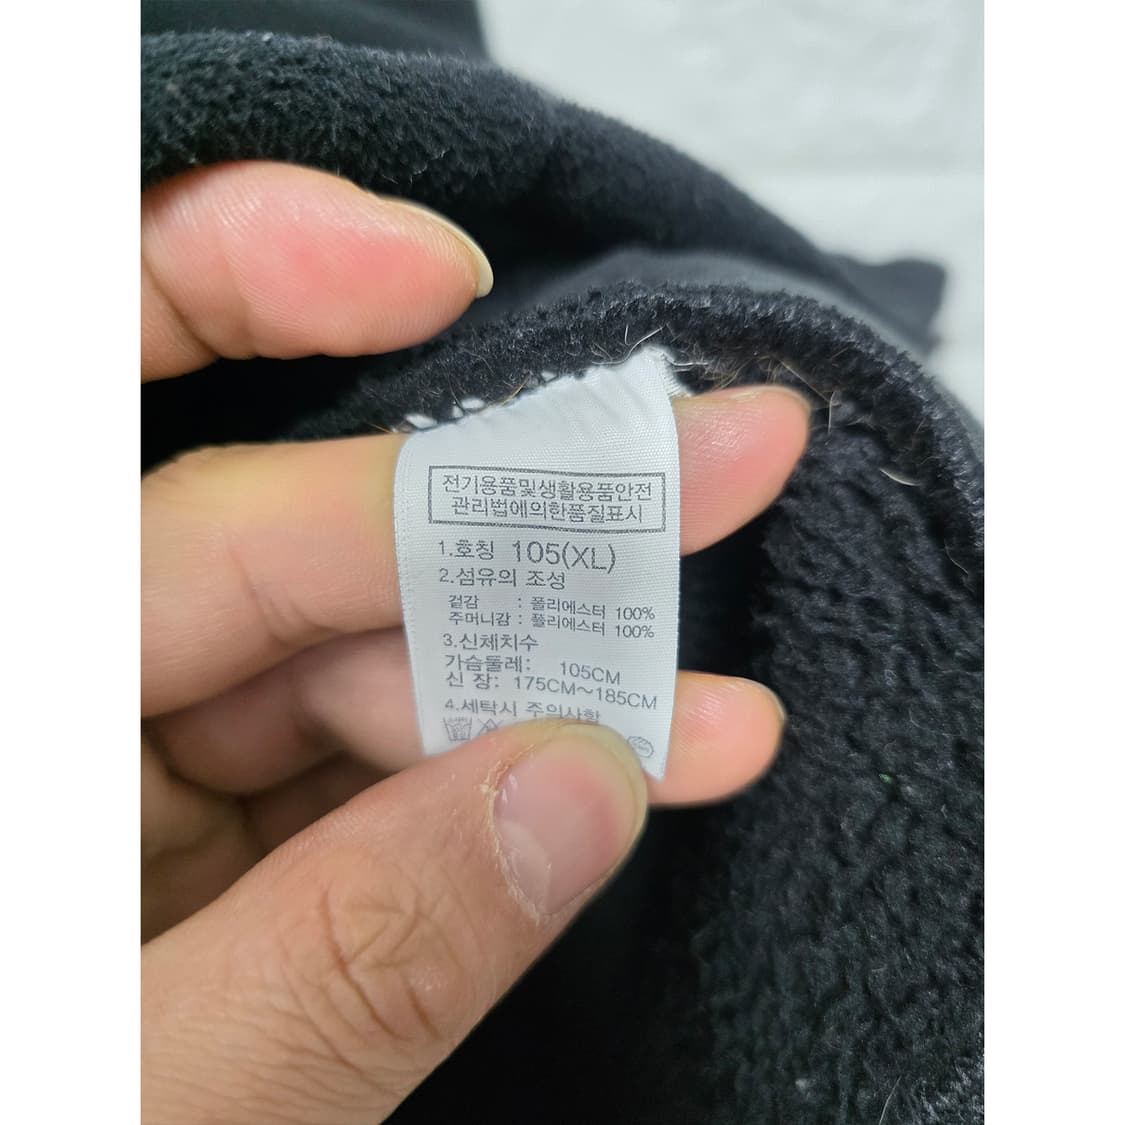 전기용품및생활용품안전
관리법에의한품질표시
1.호칭 105(XL)
2.섬유의 조성
겉감 : 폴리에스터 100%
주머니감 : 폴리에스터 100%
3.신체치수
가슴둘레: 105CM
신 장: 175CM~185CM
4.세탁시 주의사항